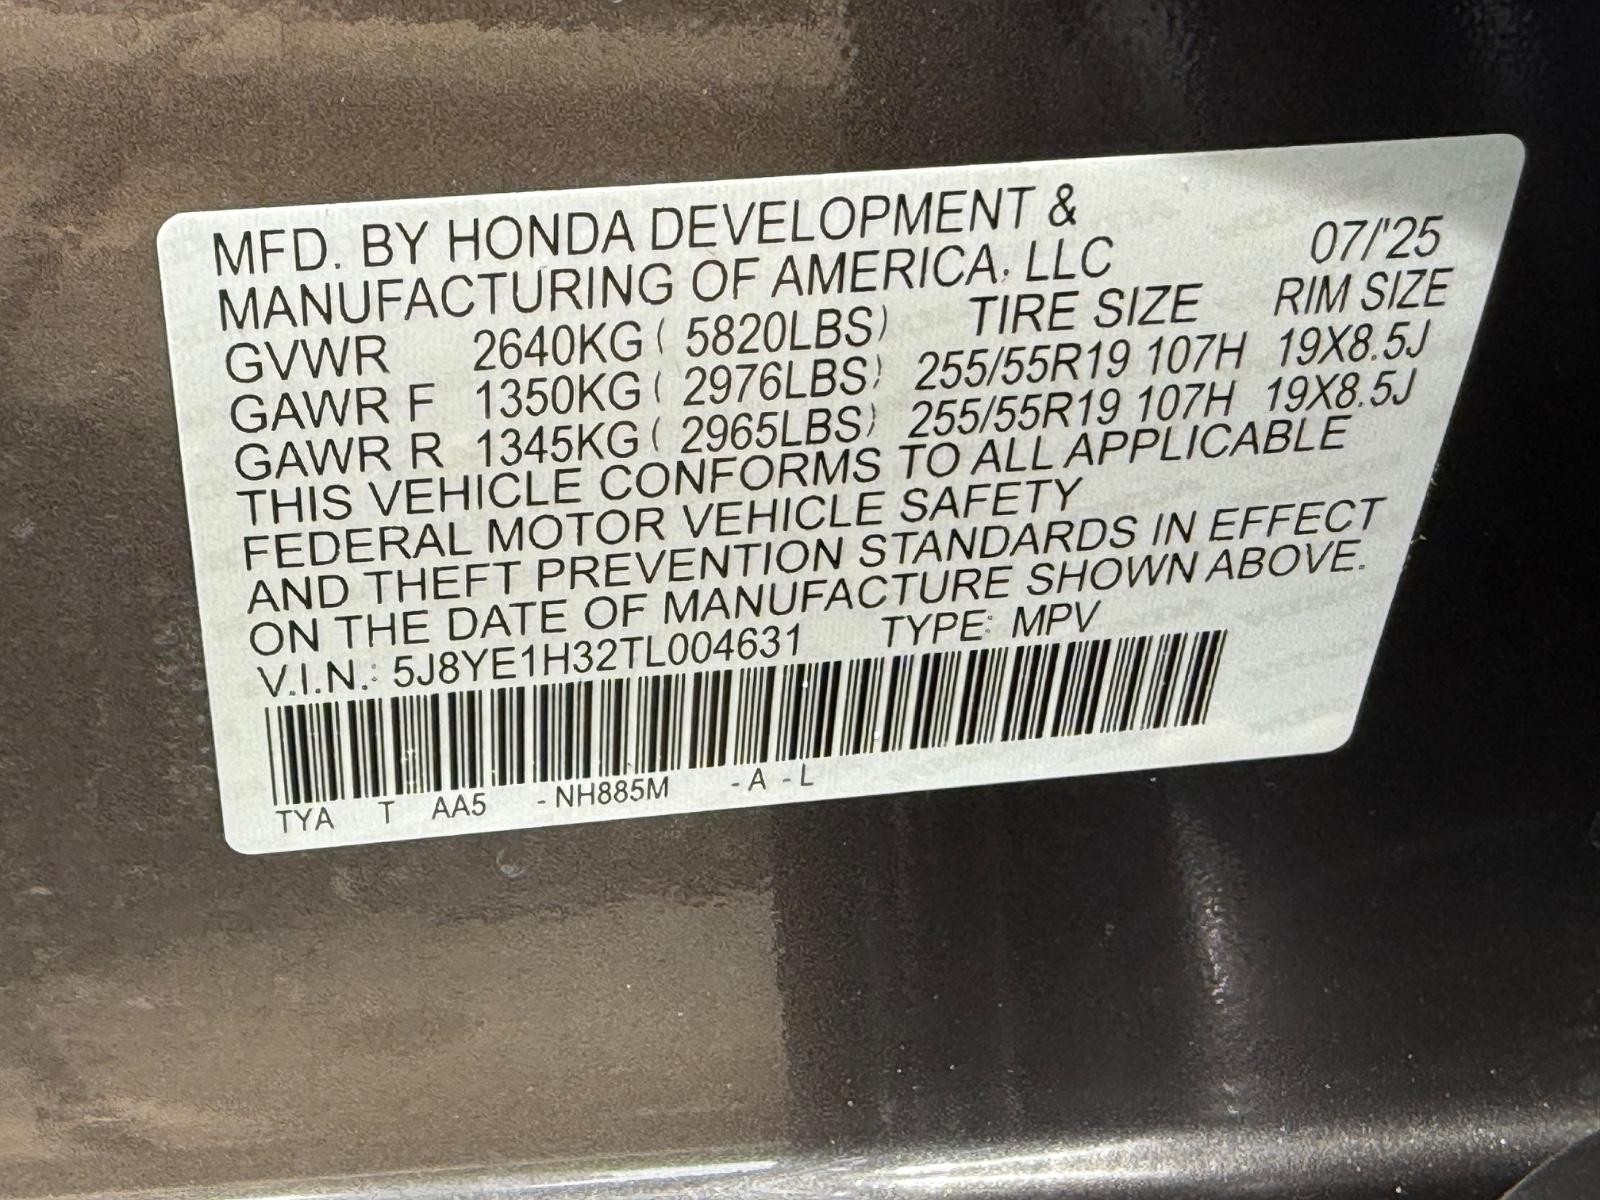 MFD. BY HONDA DEVELOPMENT &
MANUFACTURING OF AMERICA, LLC 07/'25
GVWR 2640KG ( 5820LBS) TIRE SIZE RIM SIZE
GAWR F 1350KG ( 2976LBS) 255/55R19 107H 19X8.5J
GAWR R 1345KG ( 2965LBS) 255/55R19 107H 19X8.5J
THIS VEHICLE CONFORMS TO ALL APPLICABLE
FEDERAL MOTOR VEHICLE SAFETY
AND THEFT PREVENTION STANDARDS IN EFFECT
ON THE DATE OF MANUFACTURE SHOWN ABOVE.
V.I.N.: 5J8YE1H32TL004631 TYPE: MPV
TYA T AA5 -NH885M -A -L